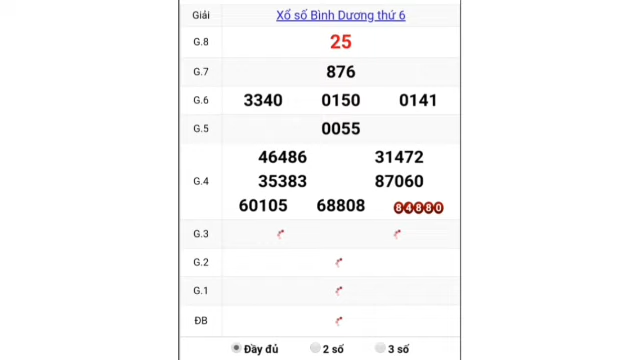 Giải Xổ số Bình Dương thứ 6
G.8 25
G.7 876
G.6 3340 0150 0141
G.5 0055
46486 31472
G.4 35383 87060
60105 68808 84880
G.3
G.2
G.1
ĐB
Đầy đủ 2 số 3 số